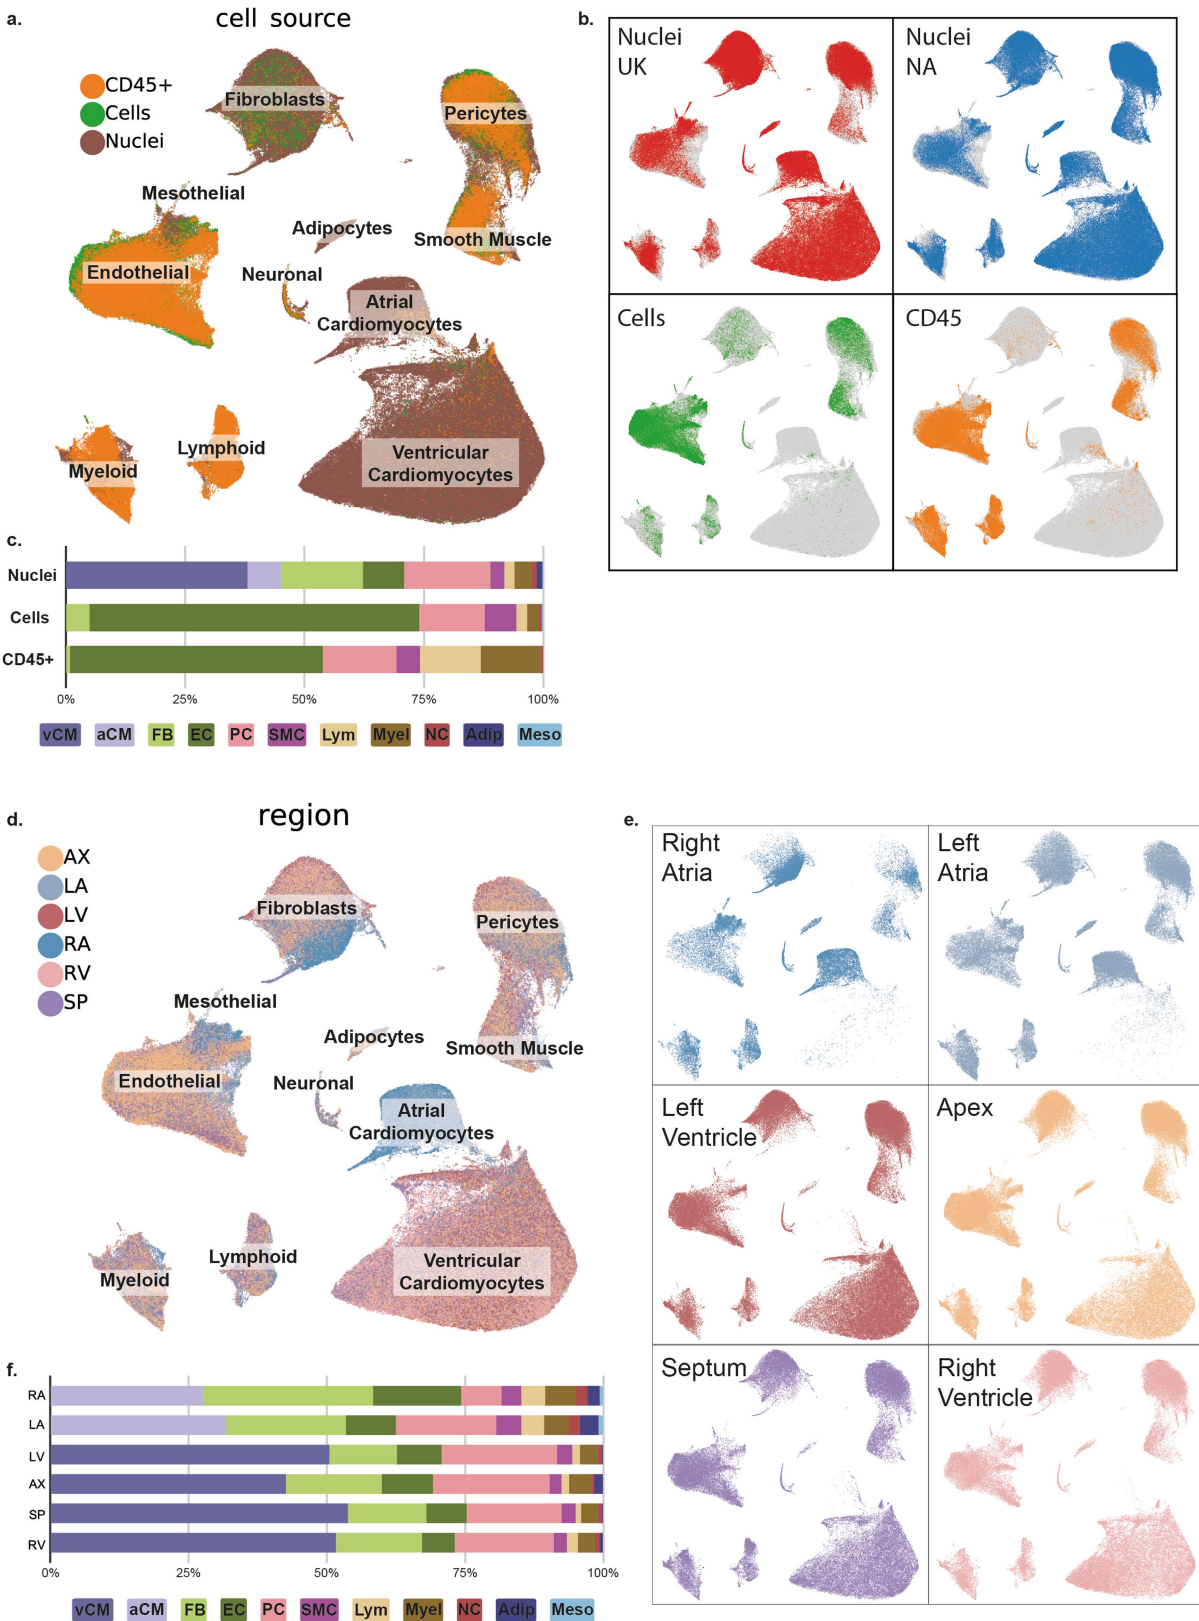 a.
cell source
CD45+
Cells
Nuclei
Fibroblasts
Pericytes
Mesothelial
Adipocytes
Smooth Muscle
Endothelial
Neuronal
Atrial
Cardiomyocytes
Lymphoid
Myeloid
Ventricular
Cardiomyocytes
b.
Nuclei
UK
Nuclei
NA
Cells
CD45
c.
Nuclei
Cells
CD45+
0% 25% 50% 75% 100%
vCM aCM FB EC PC SMC Lym Myel NC Adip Meso
d.
region
AX
LA
LV
RA
RV
SP
Fibroblasts
Pericytes
Mesothelial
Adipocytes
Smooth Muscle
Endothelial
Neuronal
Atrial
Cardiomyocytes
Lymphoid
Myeloid
Ventricular
Cardiomyocytes
e.
Right
Atria
Left
Atria
Left
Ventricle
Apex
Septum
Right
Ventricle
f.
RA
LA
LV
AX
SP
RV
0% 25% 50% 75% 100%
vCM aCM FB EC PC SMC Lym Myel NC Adip Meso